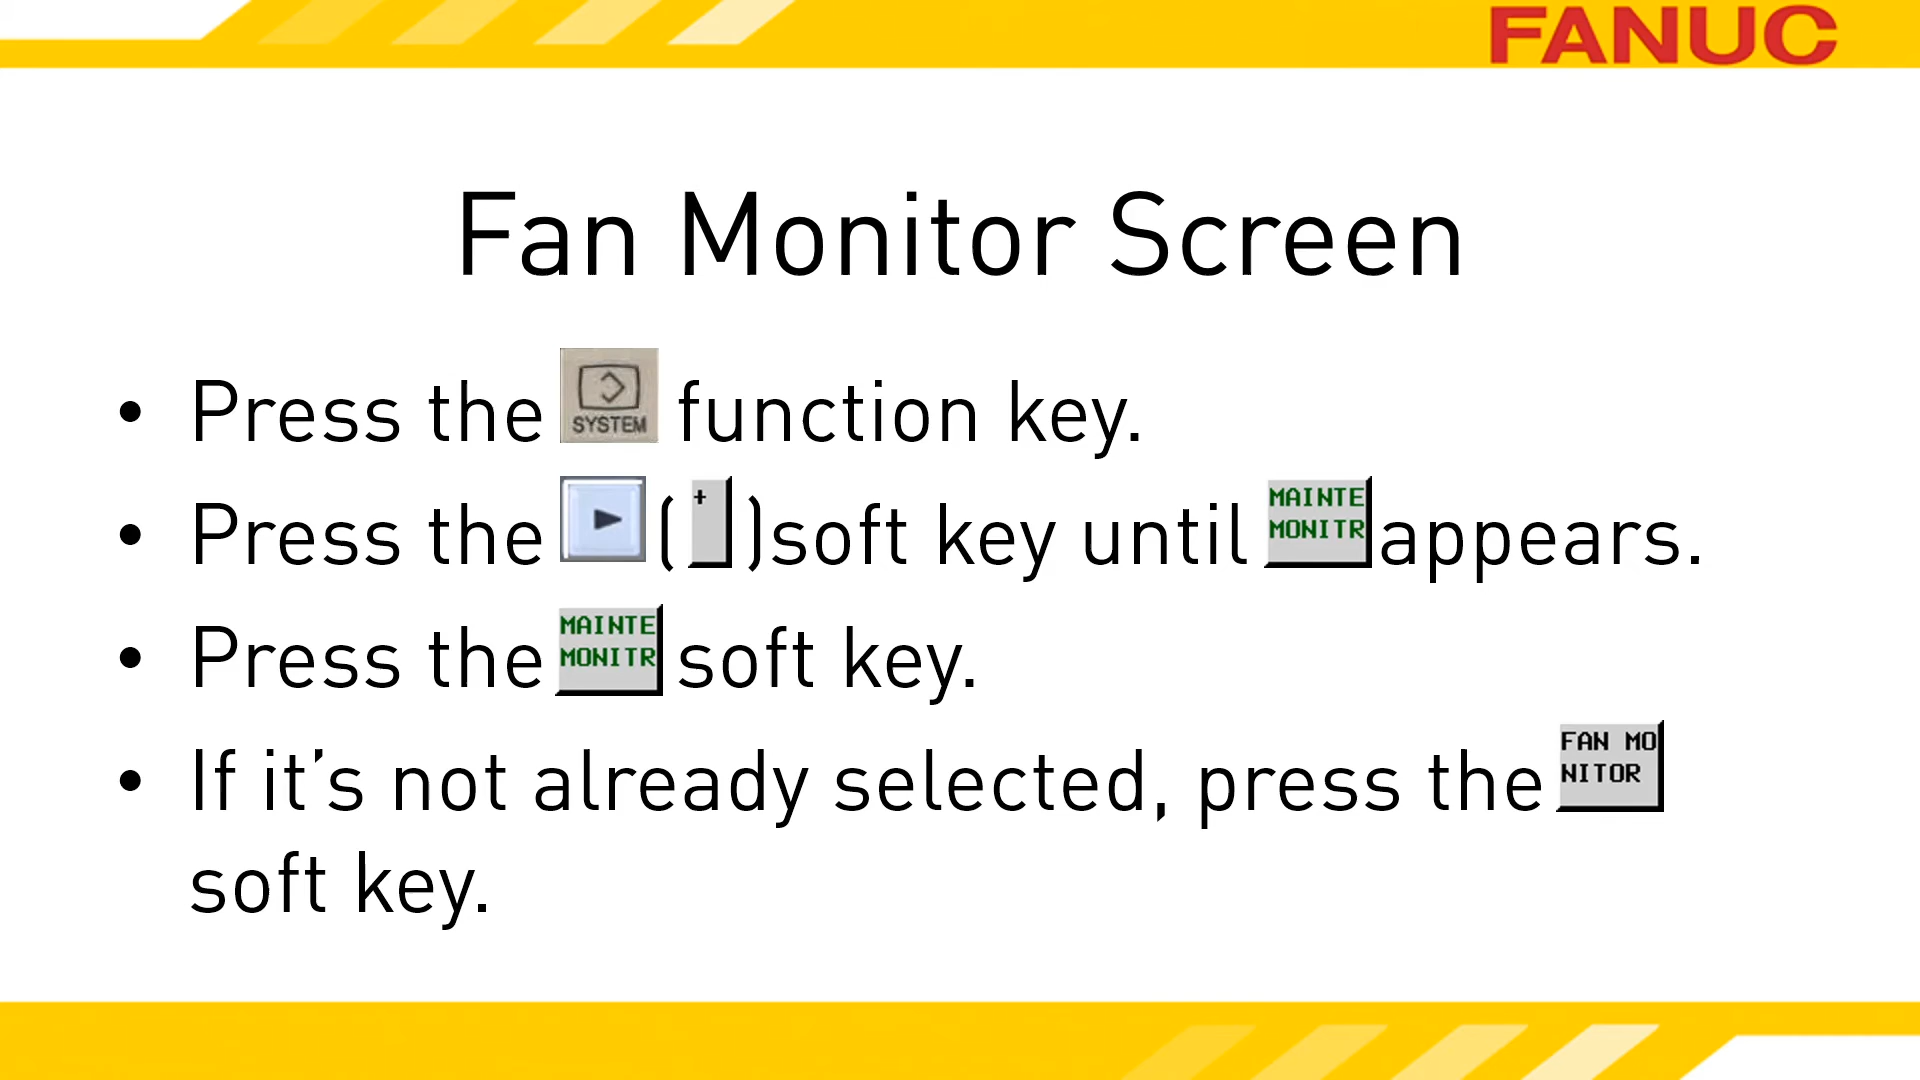 FANUC
Fan Monitor Screen
• Press the SYSTEM function key.
• Press the ( + )soft key until MAINTE MONITR appears.
• Press the MAINTE MONITR soft key.
• If it’s not already selected, press the FAN MO NITOR
soft key.